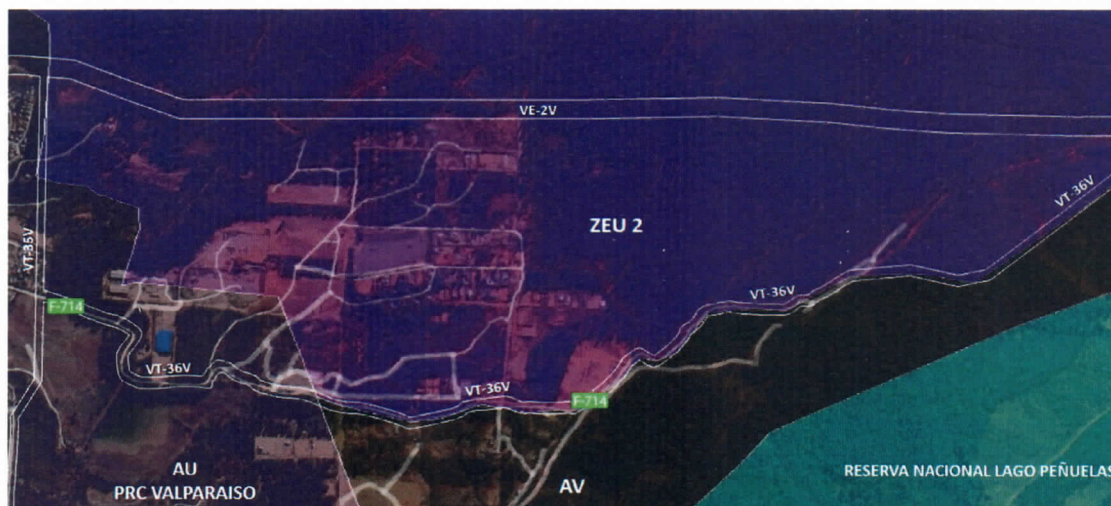 VE-2V
VT-36V
ZEU 2
VT-35V
VT-36V
F-714
VT-36V
VT-36V
F-714
AU
PRC VALPARAISO
AV
RESERVA NACIONAL LAGO PEÑUELAS